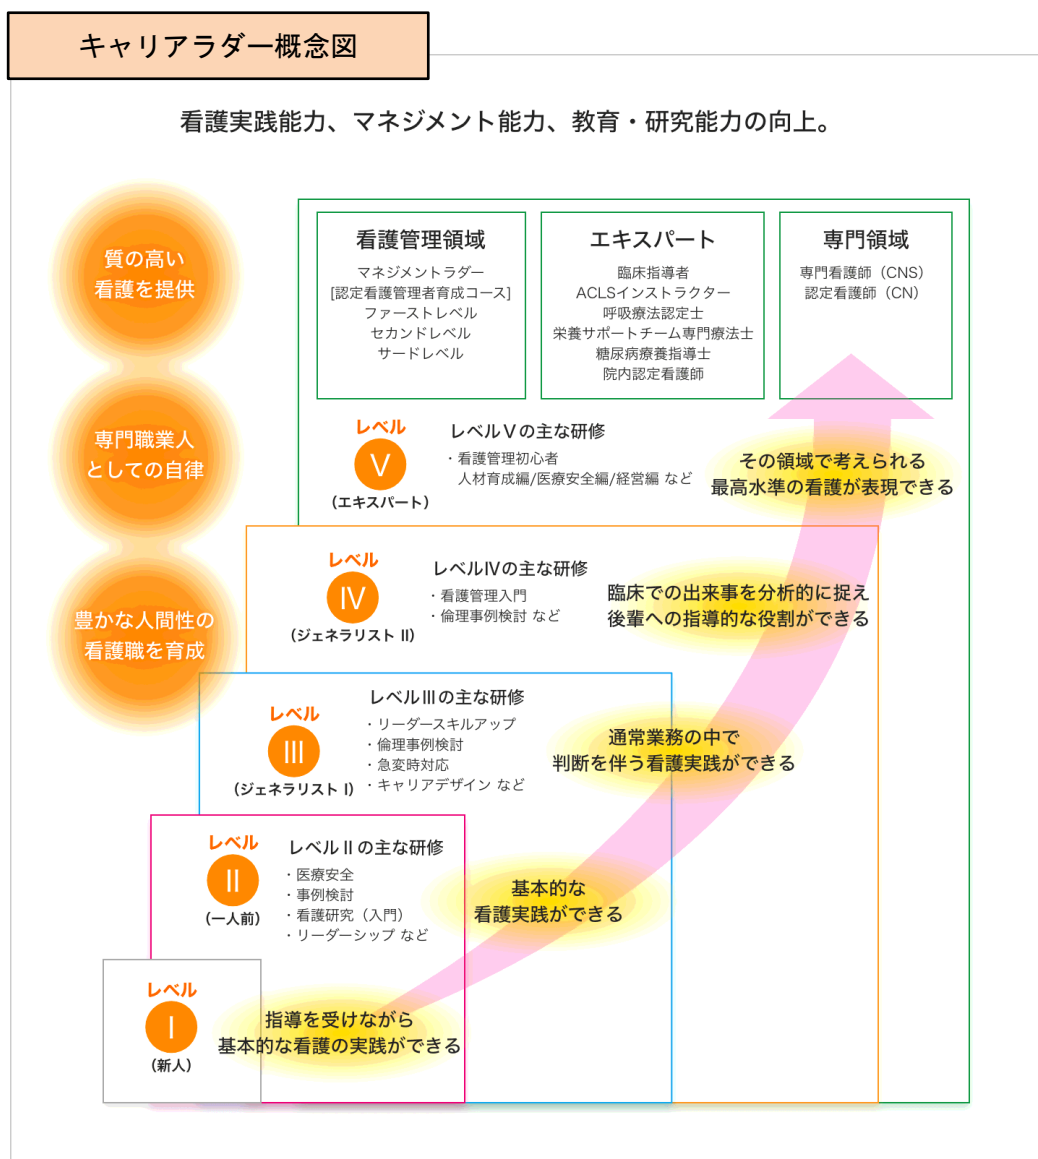 キャリアラダー概念図
看護実践能力、マネジメント能力、教育・研究能力の向上。
質の高い
看護を提供
専門職業人
としての自律
豊かな人間性の
看護職を育成
看護管理領域
マネジメントラダー
[認定看護管理者育成コース]
ファーストレベル
セカンドレベル
サードレベル
エキスパート
臨床指導者
ACLSインストラクター
呼吸療法認定士
栄養サポートチーム専門療法士
糖尿病療養指導士
院内認定看護師
専門領域
専門看護師（CNS）
認定看護師（CN）
レベル
Ⅴ
（エキスパート）
レベルⅤの主な研修
・看護管理初心者
人材育成編/医療安全編/経営編 など
その領域で考えられる
最高水準の看護が表現できる
レベル
Ⅳ
（ジェネラリスト Ⅱ）
レベルⅣの主な研修
・看護管理入門
・倫理事例検討 など
臨床での出来事を分析的に捉え
後輩への指導的な役割ができる
レベル
Ⅲ
（ジェネラリスト Ⅰ）
レベルⅢの主な研修
・リーダースキルアップ
・倫理事例検討
・急変時対応
・キャリアデザイン など
通常業務の中で
判断を伴う看護実践ができる
レベル
Ⅱ
（一人前）
レベルⅡの主な研修
・医療安全
・事例検討
・看護研究（入門）
・リーダーシップ など
基本的な
看護実践ができる
レベル
Ⅰ
（新人）
指導を受けながら
基本的な看護の実践ができる